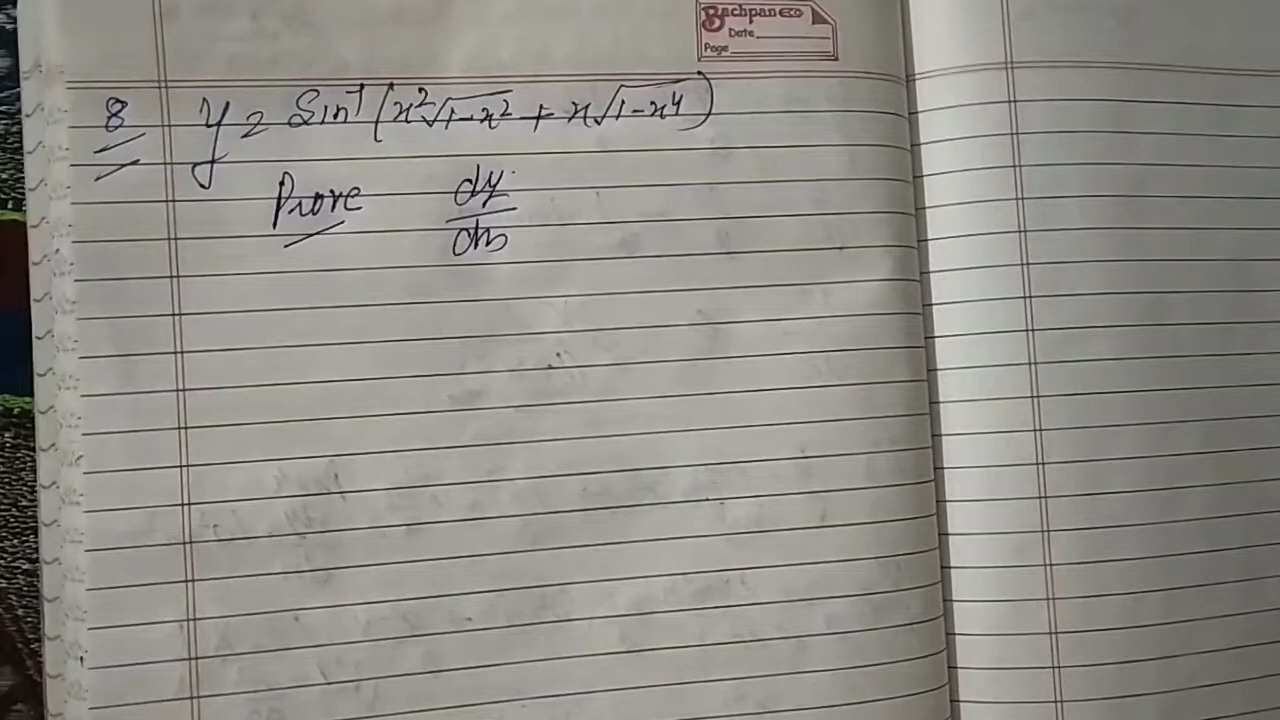 Bachpan
Date
Page
8 y = Sin⁻¹ (x²√1-x² + x√1-x⁴)
Prove dy/dx